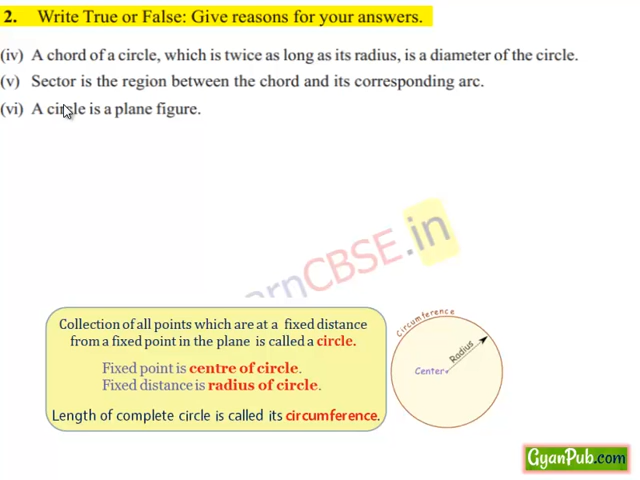 2. Write True or False: Give reasons for your answers.
(iv) A chord of a circle, which is twice as long as its radius, is a diameter of the circle.
(v) Sector is the region between the chord and its corresponding arc.
(vi) A circle is a plane figure.
arnCBSE.in
Collection of all points which are at a fixed distance
from a fixed point in the plane is called a circle.
Fixed point is centre of circle.
Fixed distance is radius of circle.
Length of complete circle is called its circumference.
Circumference
Radius
Center
GyanPub.com